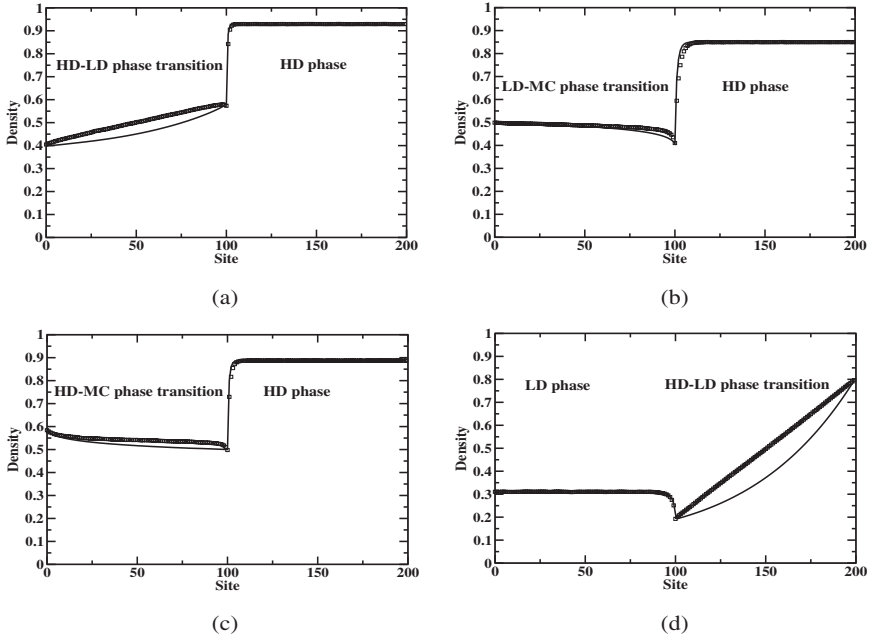 1
0.9
0.8
0.7
0.6
0.5
0.4
0.3
0.2
0.1
0
Density
HD-LD phase transition
HD phase
0 50 100 150 200
Site
(a)
1
0.9
0.8
0.7
0.6
0.5
0.4
0.3
0.2
0.1
0
Density
LD-MC phase transition
HD phase
0 50 100 150 200
Site
(b)
1
0.9
0.8
0.7
0.6
0.5
0.4
0.3
0.2
0.1
0
Density
HD-MC phase transition
HD phase
0 50 100 150 200
Site
(c)
1
0.9
0.8
0.7
0.6
0.5
0.4
0.3
0.2
0.1
0
Density
LD phase
HD-LD phase transition
0 50 100 150 200
Site
(d)